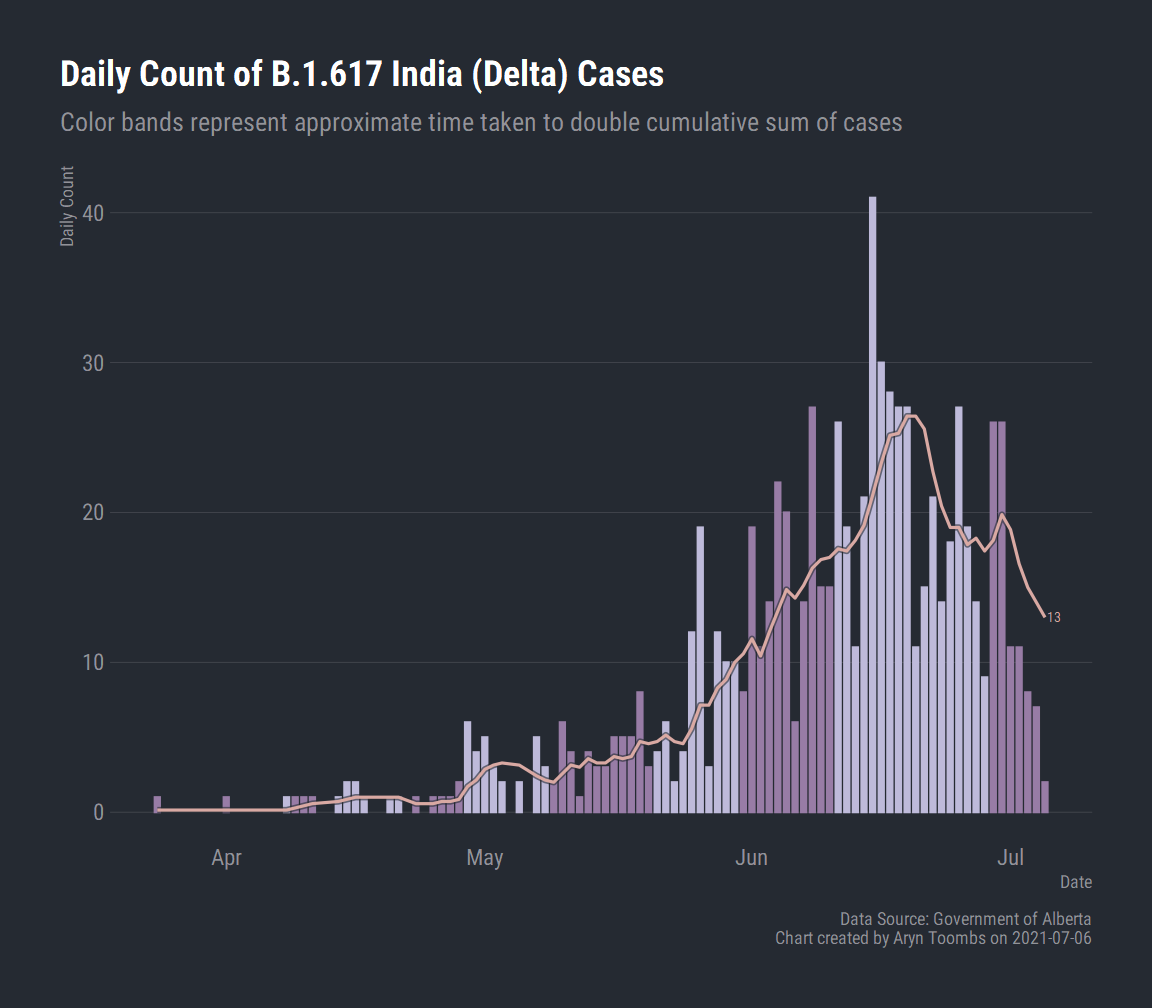 Daily Count of B.1.617 India (Delta) Cases
Color bands represent approximate time taken to double cumulative sum of cases
Daily Count
40
30
20
10
0
13
Apr
May
Jun
Jul
Date
Data Source: Government of Alberta
Chart created by Aryn Toombs on 2021-07-06